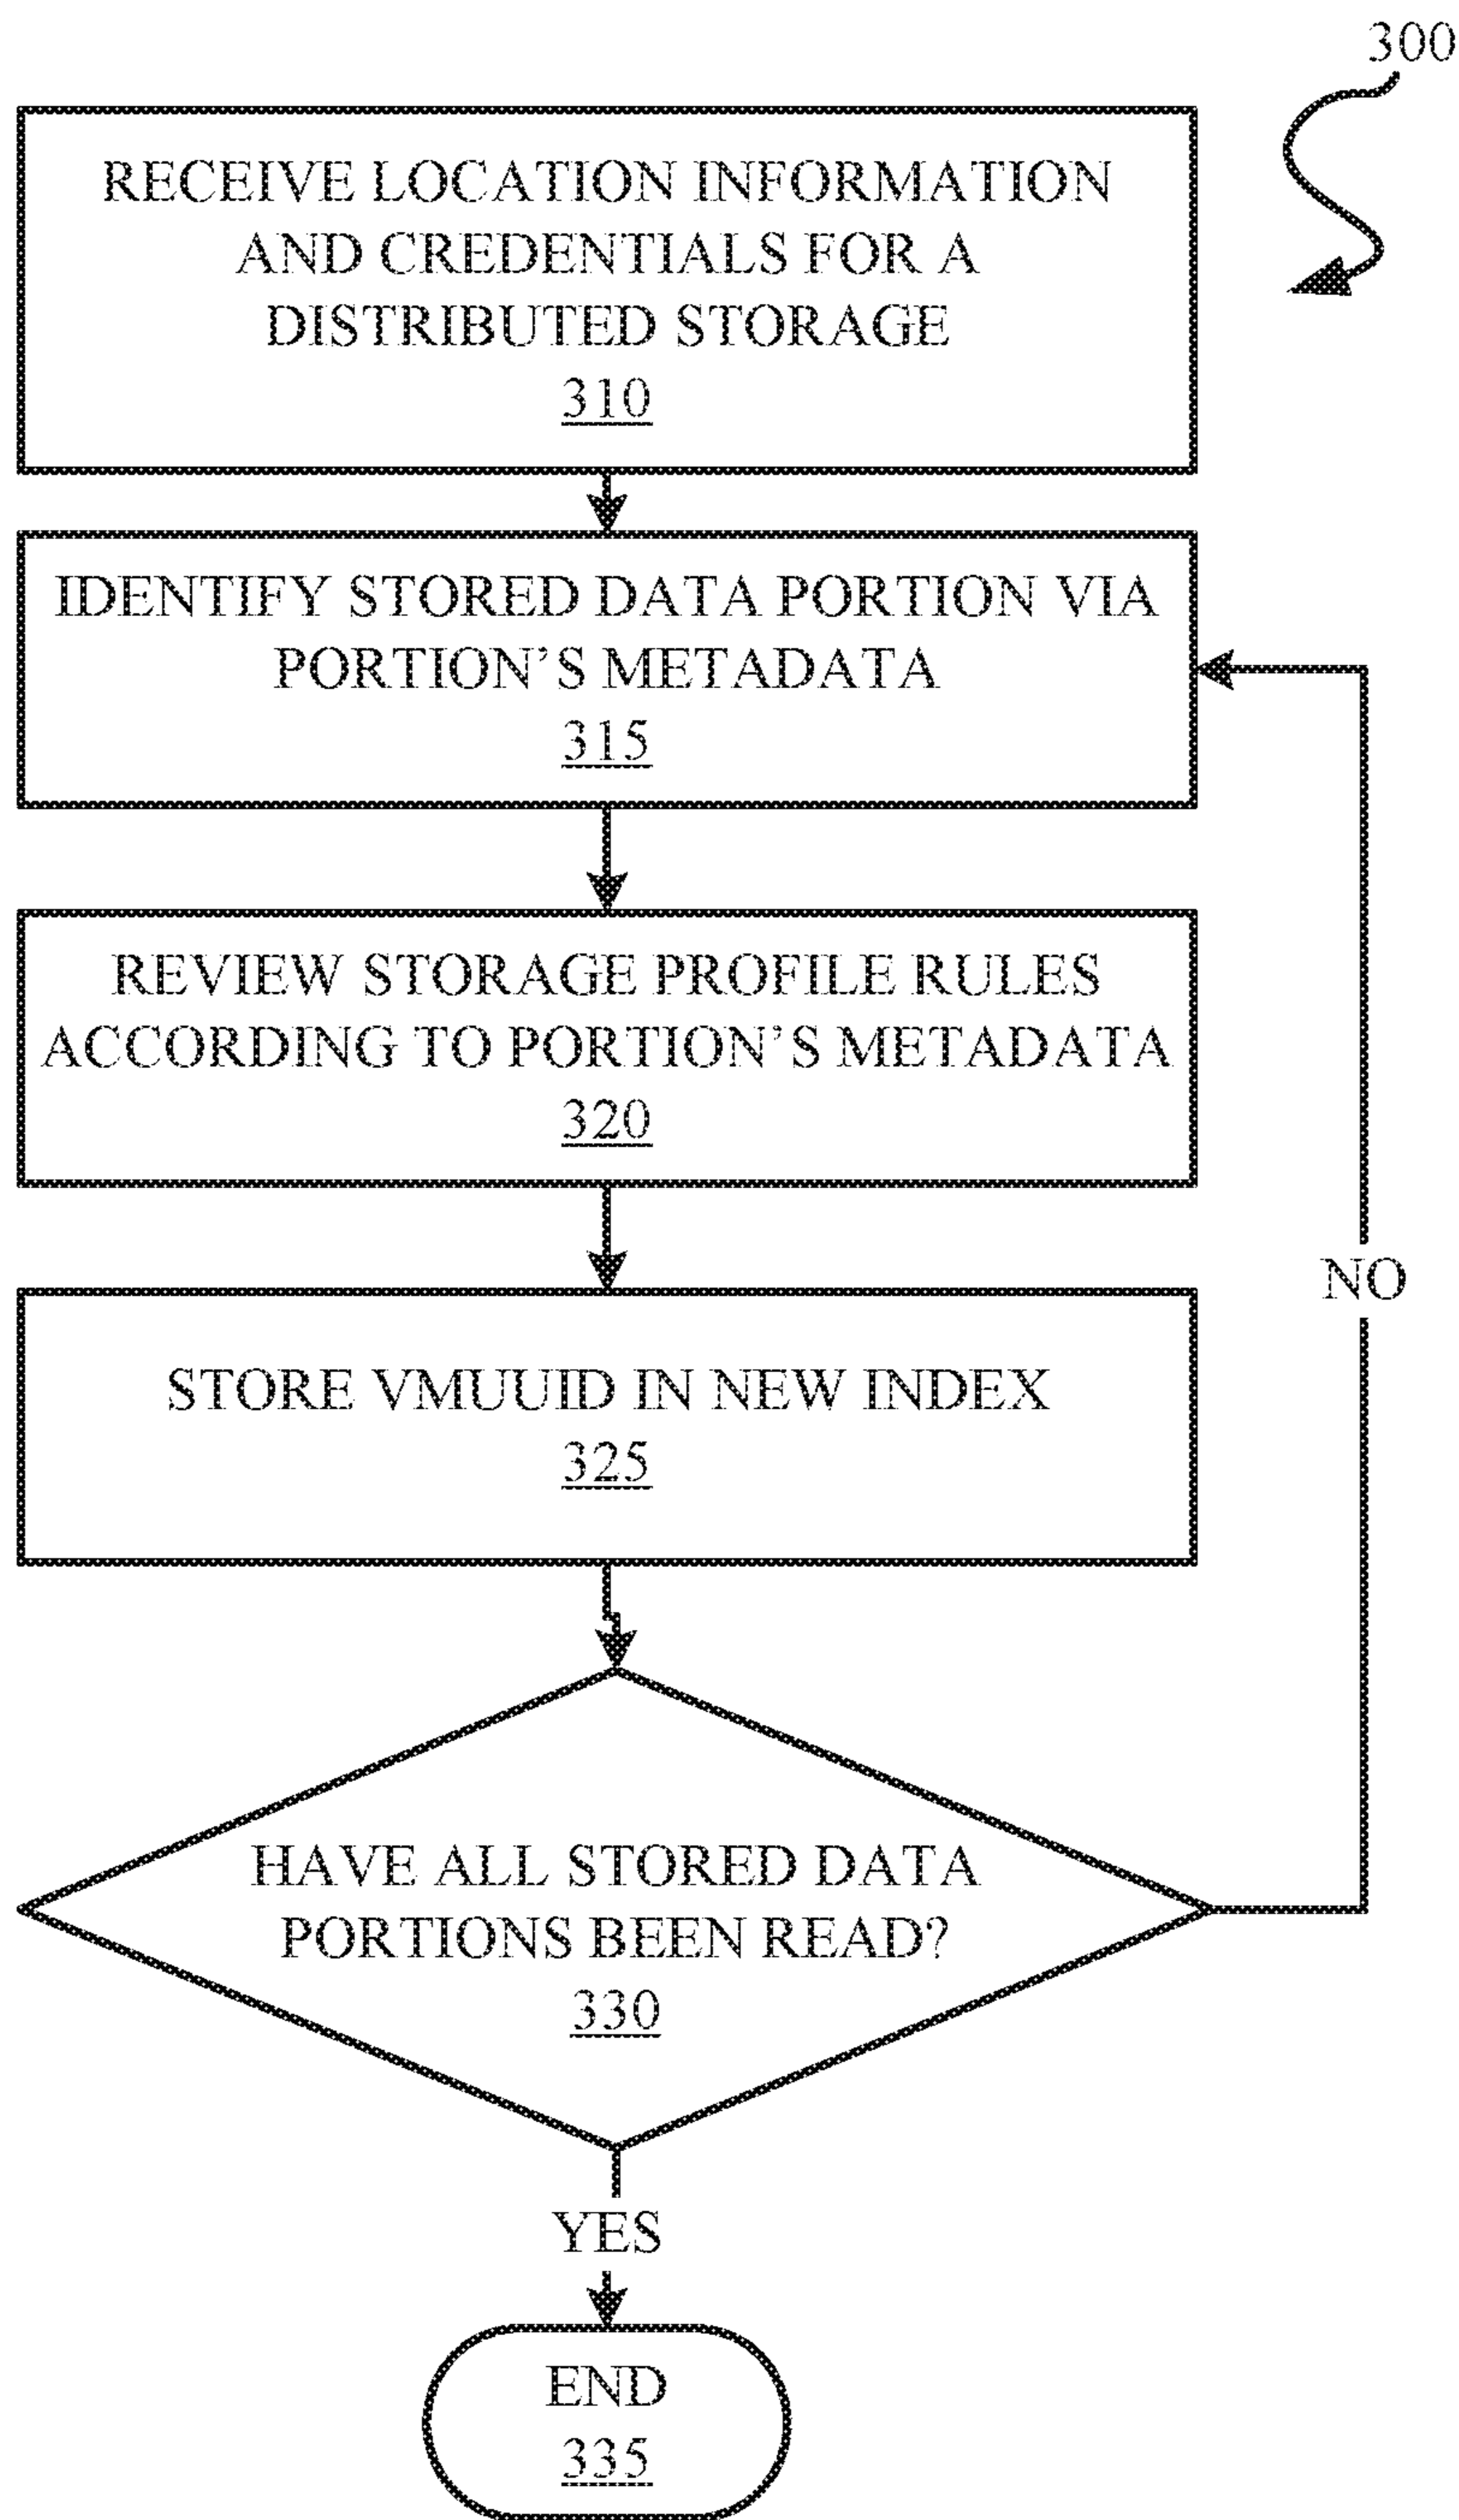 300
RECEIVE LOCATION INFORMATION
AND CREDENTIALS FOR A
DISTRIBUTED STORAGE
310
IDENTIFY STORED DATA PORTION VIA
PORTION’S METADATA
315
REVIEW STORAGE PROFILE RULES
ACCORDING TO PORTION’S METADATA
320
NO
STORE VMUUID IN NEW INDEX
325
HAVE ALL STORED DATA
PORTIONS BEEN READ?
330
YES
END
335